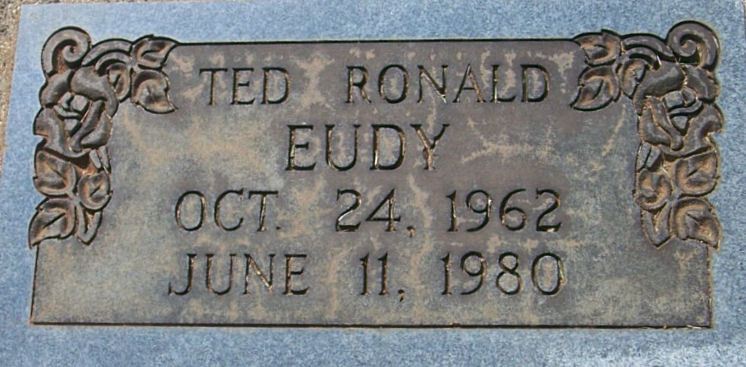 TED RONALD
EUDY
OCT. 24, 1962
JUNE 11, 1980